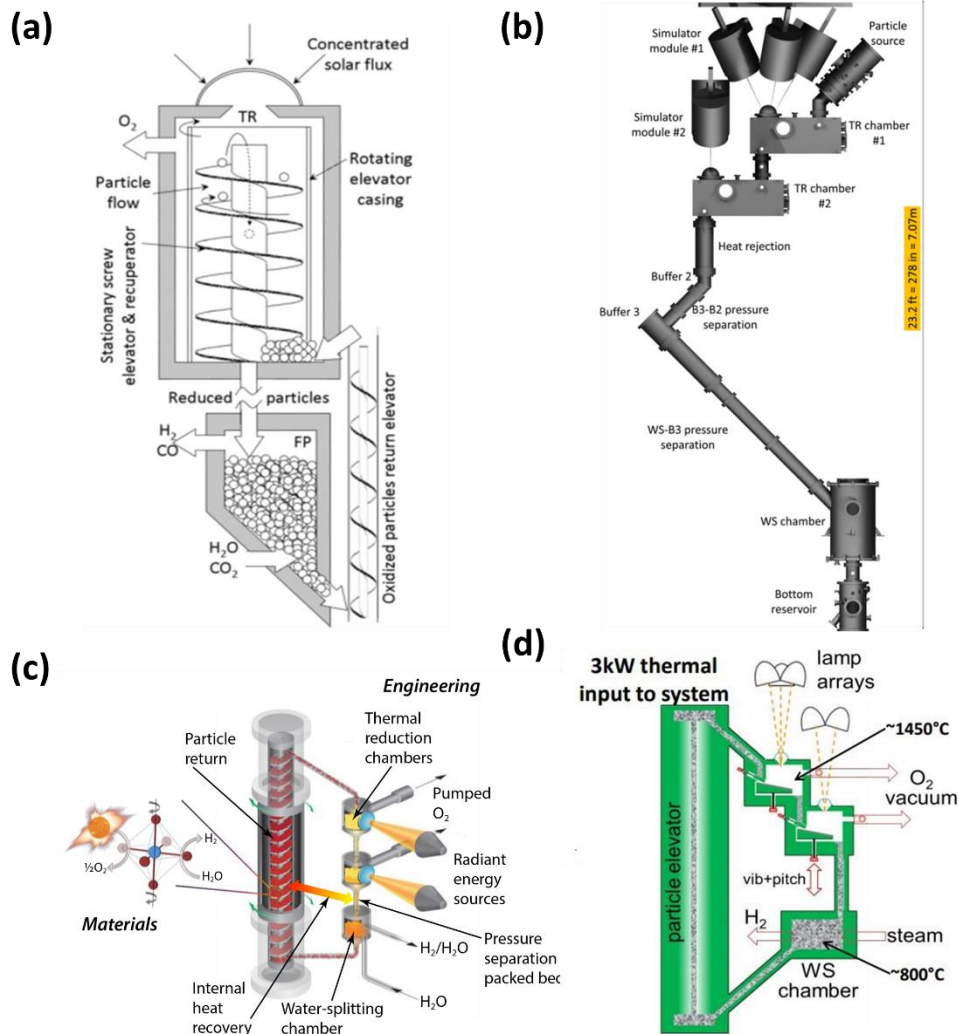 (a)
Concentrated
solar flux
TR
O₂
Rotating
elevator
casing
Particle
flow
Stationary screw
elevator & recuperator
Reduced particles
H₂
CO
FP
H₂O
CO₂
Oxidized particles return elevator
(b)
Simulator
module #1
Particle
source
Simulator
module #2
TR chamber
#1
TR chamber
#2
Heat rejection
Buffer 2
Buffer 3
B3-B2 pressure
separation
23.2 ft = 278 in = 7.07m
WS-B3 pressure
separation
WS chamber
Bottom
reservoir
(c)
Engineering
Thermal
reduction
chambers
Particle
return
Pumped
O₂
Radiant
energy
sources
½O₂
H₂
H₂O
Materials
H₂/H₂O
Pressure
separation
packed bec
H₂O
Internal
heat
recovery
Water-splitting
chamber
(d)
3kW thermal
input to system
lamp
arrays
~1450°C
O₂
vacuum
particle elevator
vib+pitch
H₂
steam
WS
chamber
~800°C